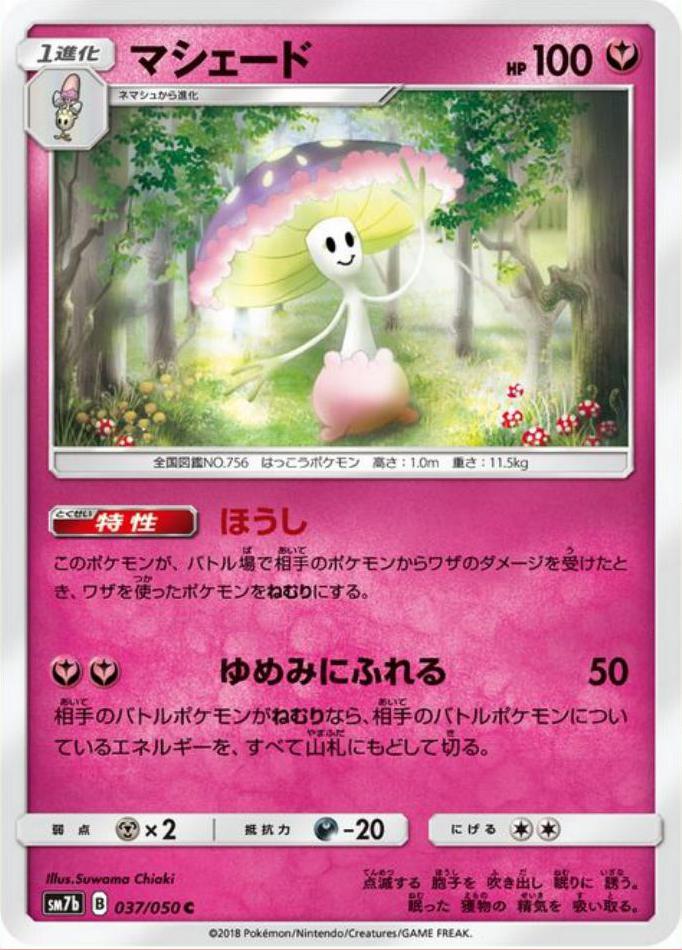 1進化 マシェード HP 100
ネマシュから進化
全国図鑑NO.756 はっこうポケモン 高さ:1.0m 重さ:11.5kg
とくせい
特性 ほうし
このポケモンが、バトル場で相手のポケモンからワザのダメージを受けたと
き、ワザを使ったポケモンをねむりにする。
ゆめみにふれる 50
相手のバトルポケモンがねむりなら、相手のバトルポケモンについ
ているエネルギーを、すべて山札にもどして切る。
弱点 ×2 抵抗力 -20 にげる
Illus.Suwama Chiaki
点滅する 胞子を 吹き出し 眠りに 誘う。
眠った 獲物の 精気を 吸い取る。
sm7b B 037/050 C
©2018 Pokémon/Nintendo/Creatures/GAME FREAK.